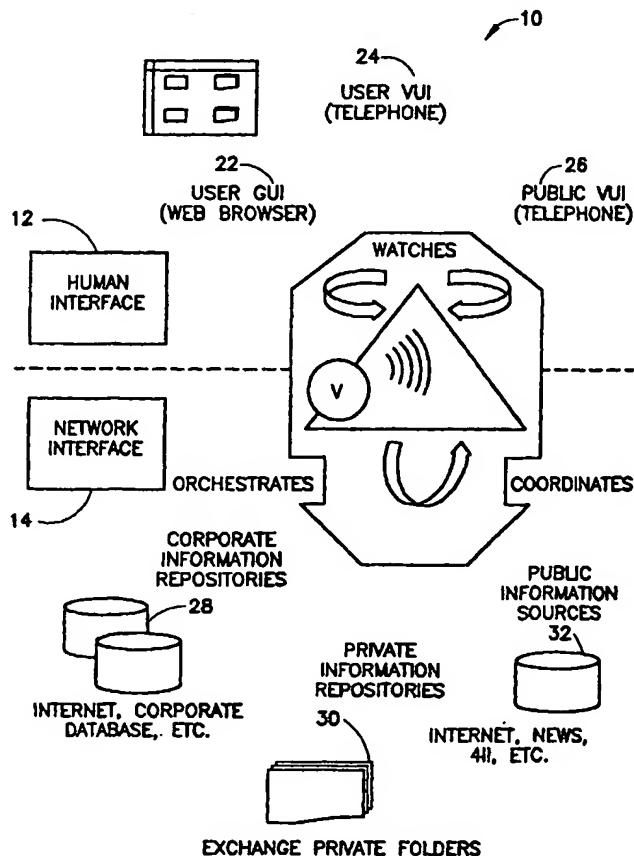 10
24
USER VUI
(TELEPHONE)
22
USER GUI
(WEB BROWSER)
26
PUBLIC VUI
(TELEPHONE)
12
HUMAN
INTERFACE
WATCHES
V
NETWORK
INTERFACE
14
ORCHESTRATES
COORDINATES
CORPORATE
INFORMATION
REPOSITORIES
28
INTERNET, CORPORATE
DATABASE, ETC.
PRIVATE
INFORMATION
REPOSITORIES
30
EXCHANGE PRIVATE FOLDERS
PUBLIC
INFORMATION
SOURCES
32
INTERNET, NEWS,
411, ETC.